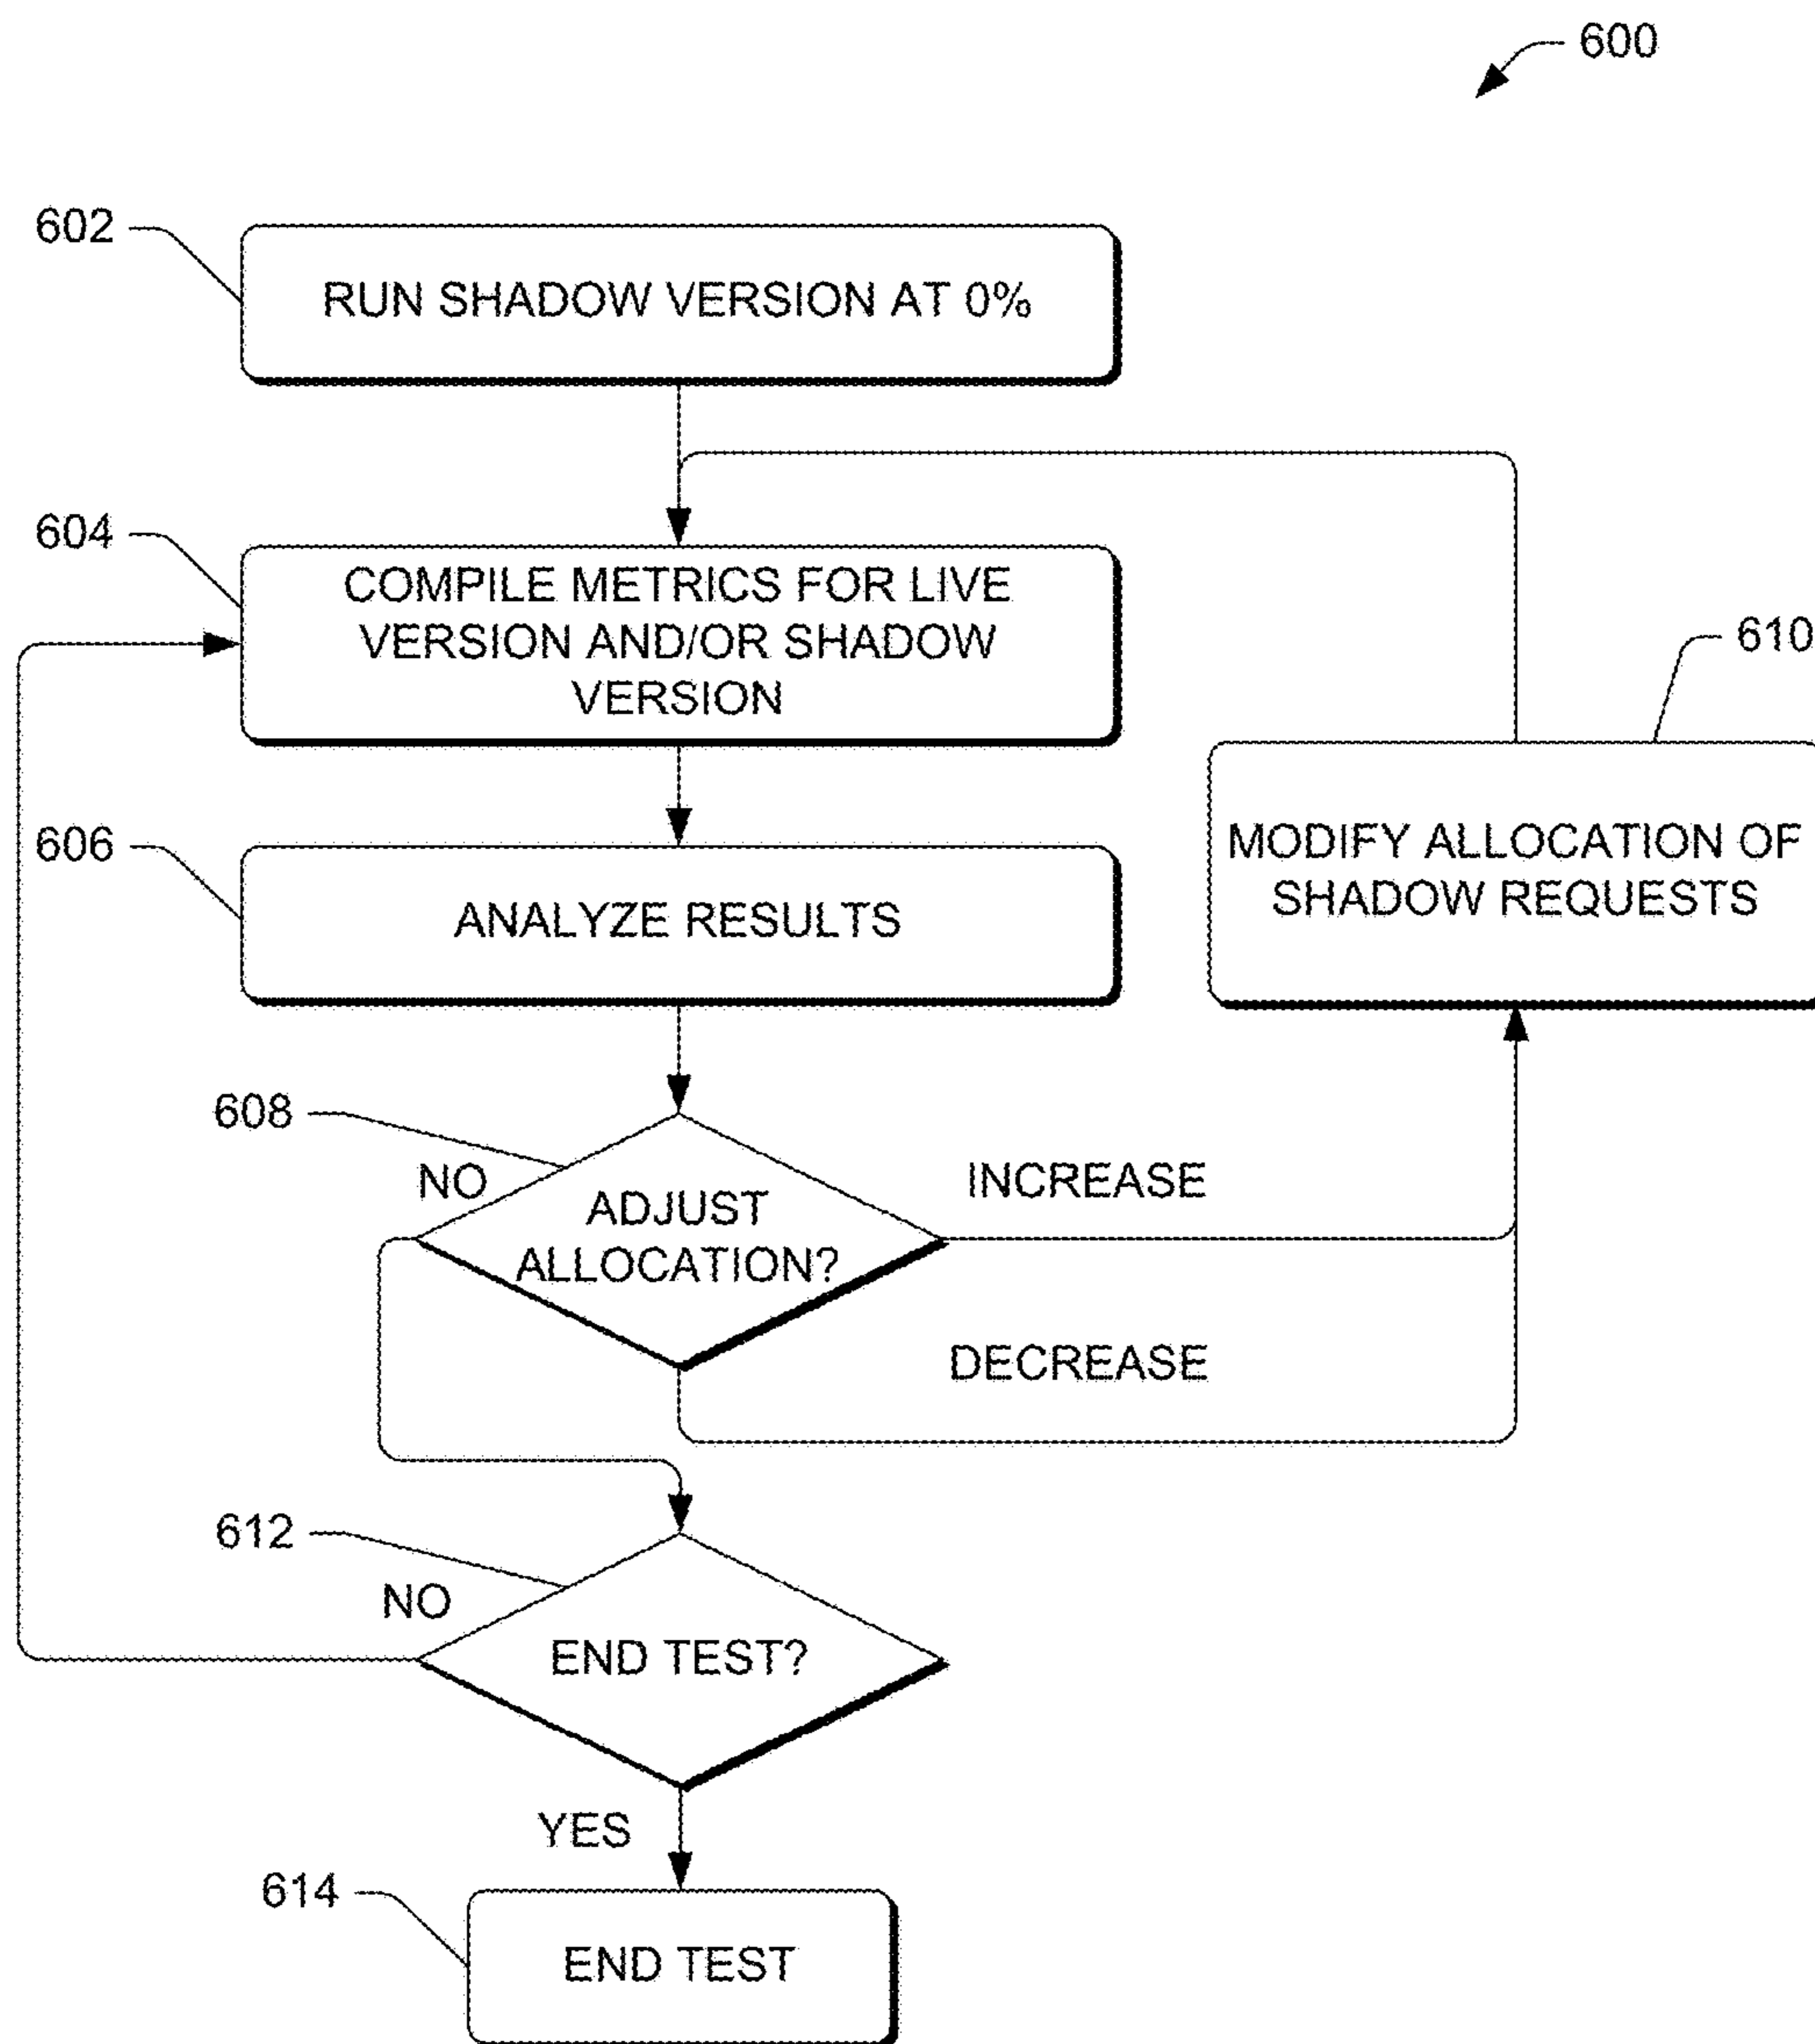 600
602
RUN SHADOW VERSION AT 0%
604
COMPILE METRICS FOR LIVE
VERSION AND/OR SHADOW
VERSION
610
MODIFY ALLOCATION OF
SHADOW REQUESTS
606
ANALYZE RESULTS
608
NO
ADJUST
ALLOCATION?
INCREASE
DECREASE
612
NO
END TEST?
YES
614
END TEST